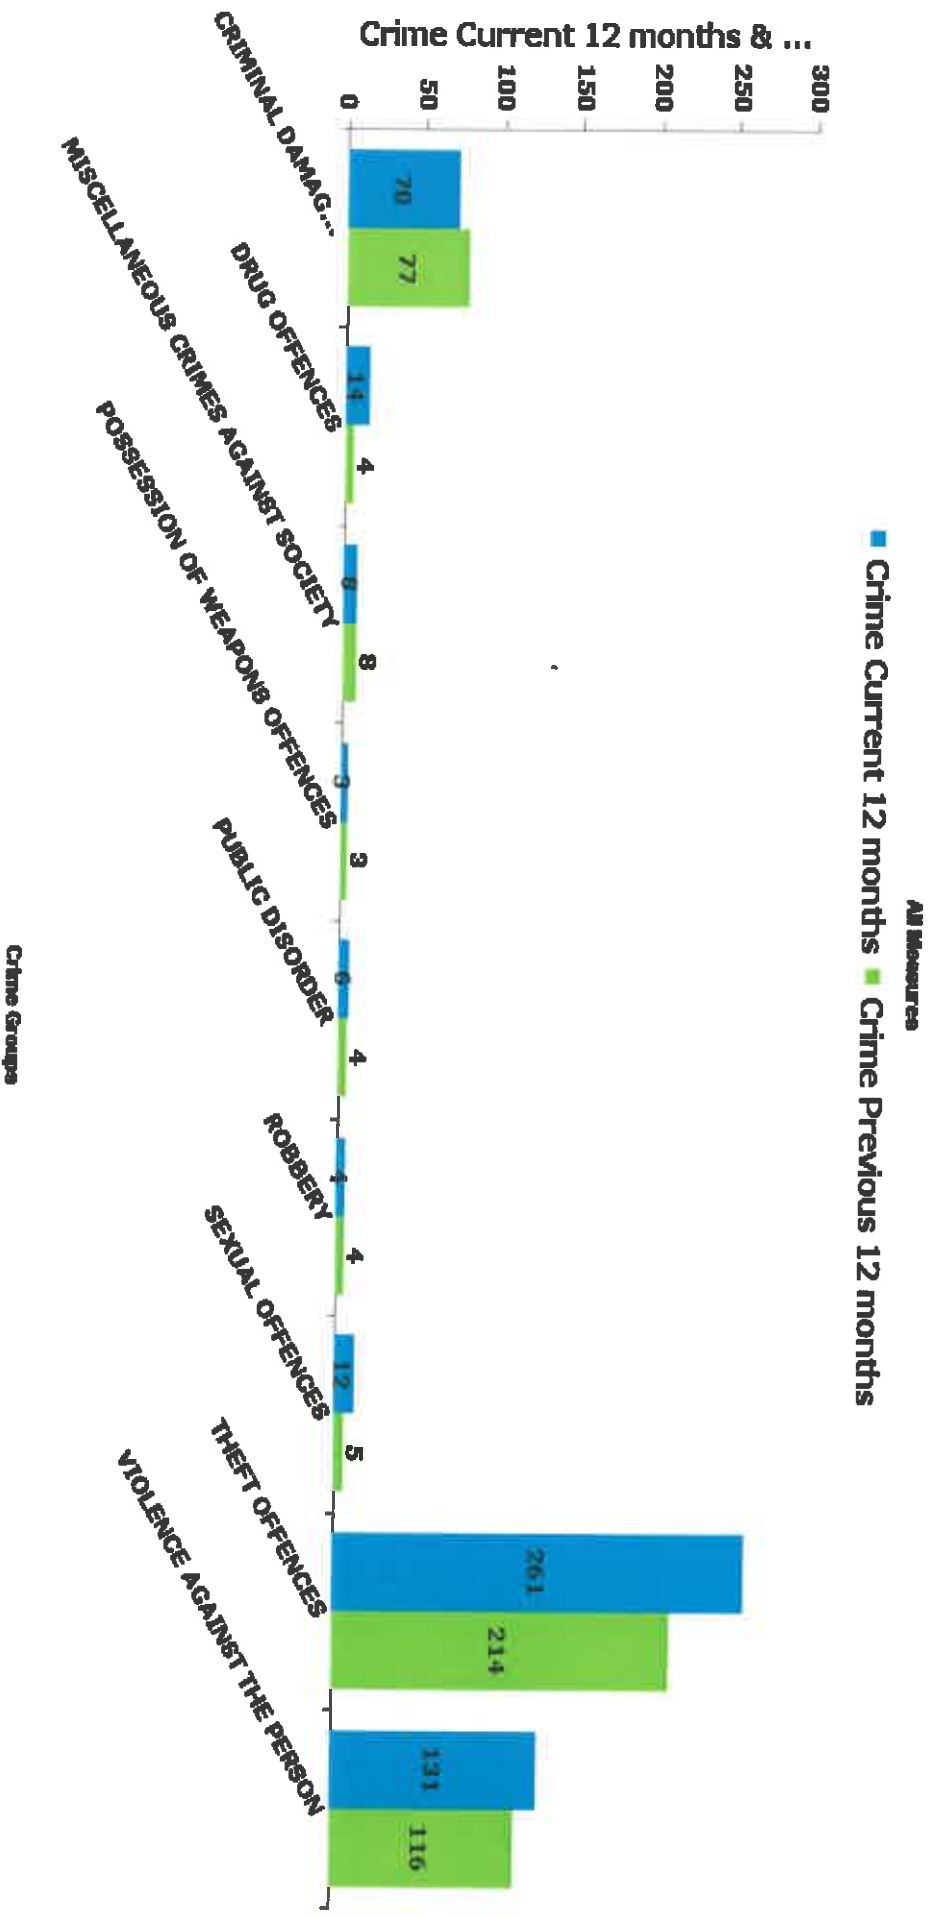 All Measures
Crime Current 12 months Crime Previous 12 months
Crime Current 12 months & ...
300
250
200
150
100
50
0
70
77
14
4
8
8
3
3
6
4
4
4
12
5
261
214
131
116
CRIMINAL DAMAG...
DRUG OFFENCES
MISCELLANEOUS CRIMES AGAINST SOCIETY
POSSESSION OF WEAPONS OFFENCES
PUBLIC DISORDER
ROBBERY
SEXUAL OFFENCES
THEFT OFFENCES
VIOLENCE AGAINST THE PERSON
Crime Groups